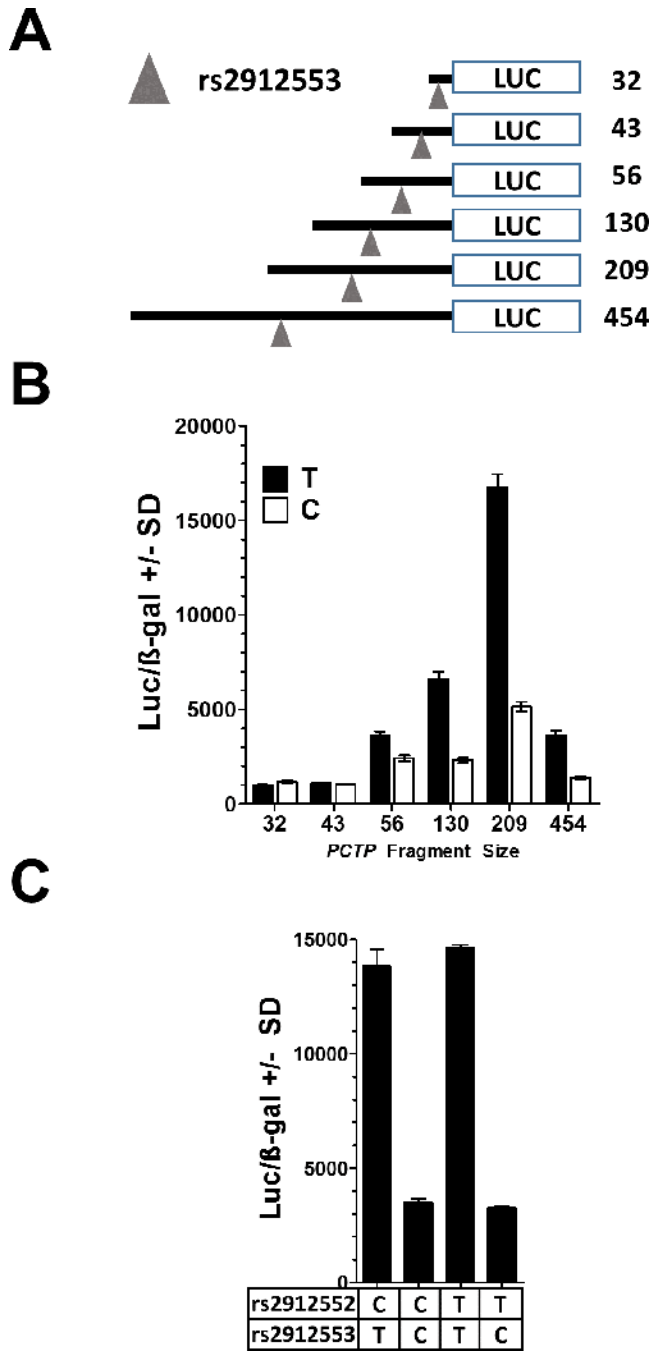 A
rs2912553 LUC 32
LUC 43
LUC 56
LUC 130
LUC 209
LUC 454
B
20000
15000
10000
5000
0
Luc/ß-gal +/- SD
T
C
32 43 56 130 209 454
PCTP Fragment Size
C
15000
10000
5000
0
Luc/ß-gal +/- SD
rs2912552 C C T T
rs2912553 T C T C